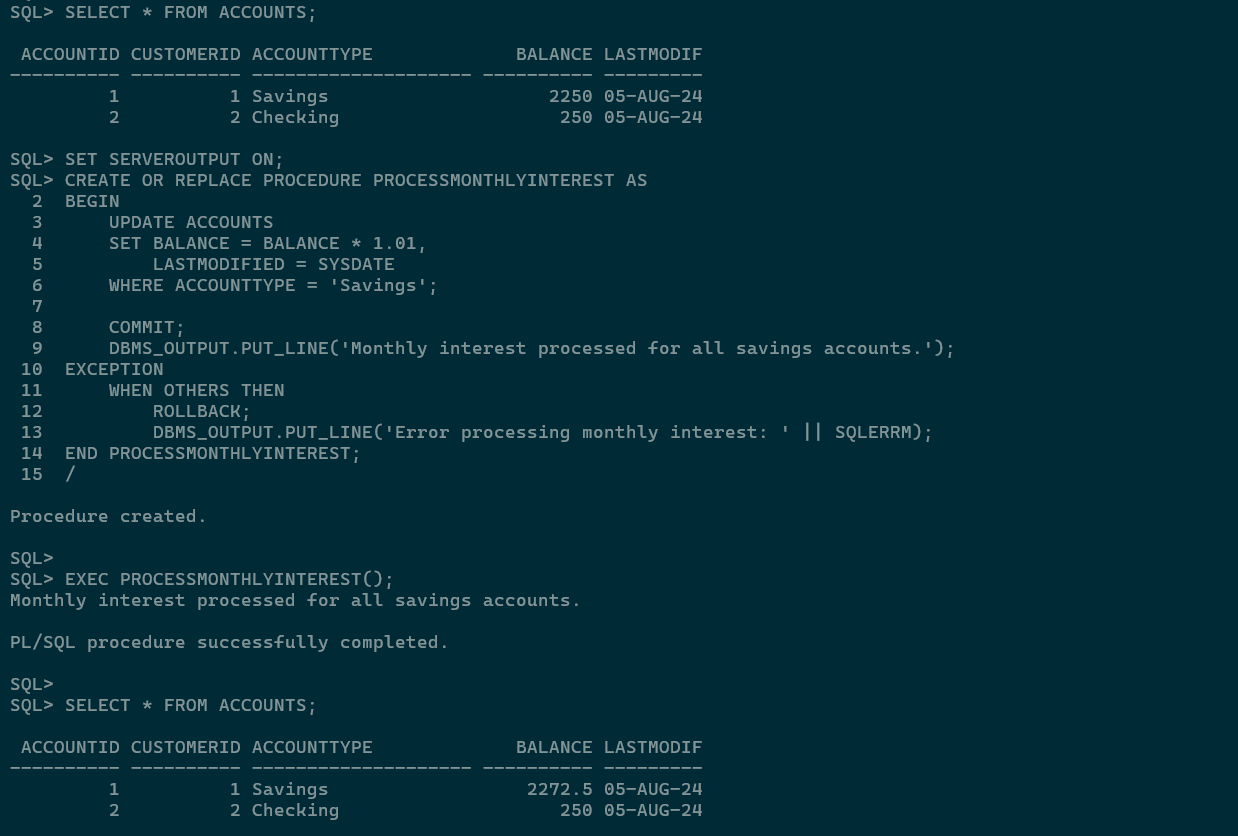 SQL> SELECT * FROM ACCOUNTS;

 ACCOUNTID CUSTOMERID ACCOUNTTYPE             BALANCE LASTMODIF
---------- ---------- -------------------- ---------- ---------
         1          1 Savings                    2250 05-AUG-24
         2          2 Checking                    250 05-AUG-24

SQL> SET SERVEROUTPUT ON;
SQL> CREATE OR REPLACE PROCEDURE PROCESSMONTHLYINTEREST AS
  2  BEGIN
  3      UPDATE ACCOUNTS
  4      SET BALANCE = BALANCE * 1.01,
  5          LASTMODIFIED = SYSDATE
  6      WHERE ACCOUNTTYPE = 'Savings';
  7
  8      COMMIT;
  9      DBMS_OUTPUT.PUT_LINE('Monthly interest processed for all savings accounts.');
 10  EXCEPTION
 11      WHEN OTHERS THEN
 12          ROLLBACK;
 13          DBMS_OUTPUT.PUT_LINE('Error processing monthly interest: ' || SQLERRM);
 14  END PROCESSMONTHLYINTEREST;
 15  /

Procedure created.

SQL>
SQL> EXEC PROCESSMONTHLYINTEREST();
Monthly interest processed for all savings accounts.

PL/SQL procedure successfully completed.

SQL>
SQL> SELECT * FROM ACCOUNTS;

 ACCOUNTID CUSTOMERID ACCOUNTTYPE             BALANCE LASTMODIF
---------- ---------- -------------------- ---------- ---------
         1          1 Savings                  2272.5 05-AUG-24
         2          2 Checking                    250 05-AUG-24